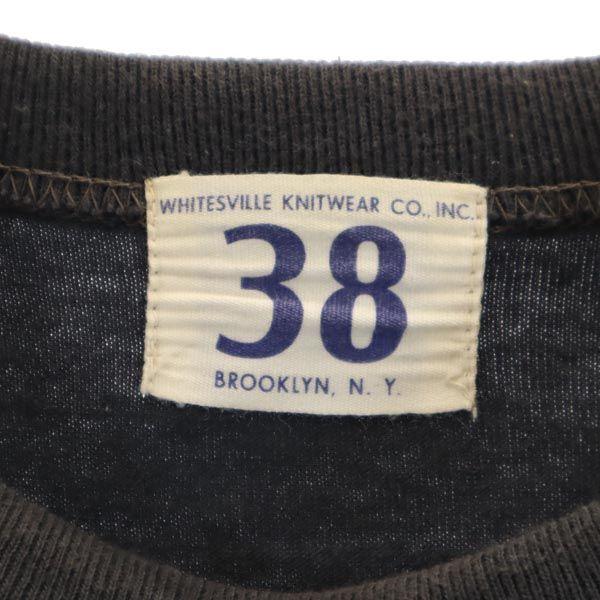 WHITESVILLE KNITWEAR CO., INC.
38
BROOKLYN, N. Y.